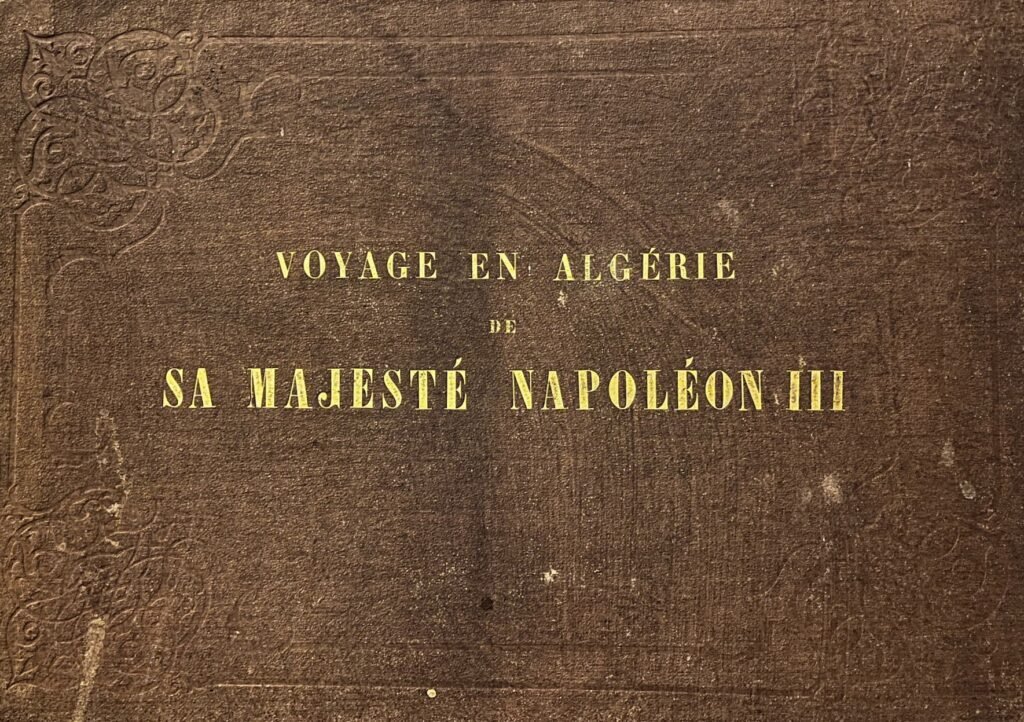 VOYAGE EN ALGÉRIE
DE
SA MAJESTÉ NAPOLÉON III